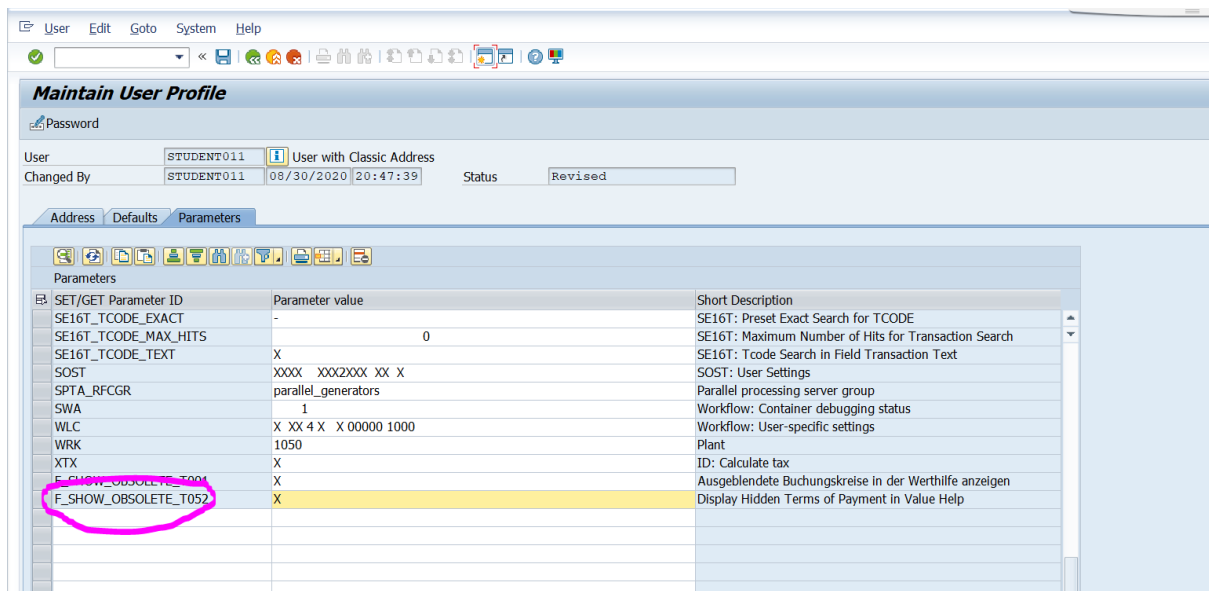 User Edit Goto System Help
Maintain User Profile
Password
User STUDENT011 User with Classic Address
Changed By STUDENT011 08/30/2020 20:47:39 Status Revised
Address Defaults Parameters
Parameters
SET/GET Parameter ID Parameter value Short Description
SE16T_TCODE_EXACT - SE16T: Preset Exact Search for TCODE
SE16T_TCODE_MAX_HITS 0 SE16T: Maximum Number of Hits for Transaction Search
SE16T_TCODE_TEXT X SE16T: Tcode Search in Field Transaction Text
SOST XXXX XXX2XXX XX X SOST: User Settings
SPTA_RFCGR parallel_generators Parallel processing server group
SWA 1 Workflow: Container debugging status
WLC X XX 4 X X 00000 1000 Workflow: User-specific settings
WRK 1050 Plant
XTX X ID: Calculate tax
F_SHOW_OBSOLETE_T001 X Ausgeblendete Buchungskreise in der Werthilfe anzeigen
F_SHOW_OBSOLETE_T052 X Display Hidden Terms of Payment in Value Help